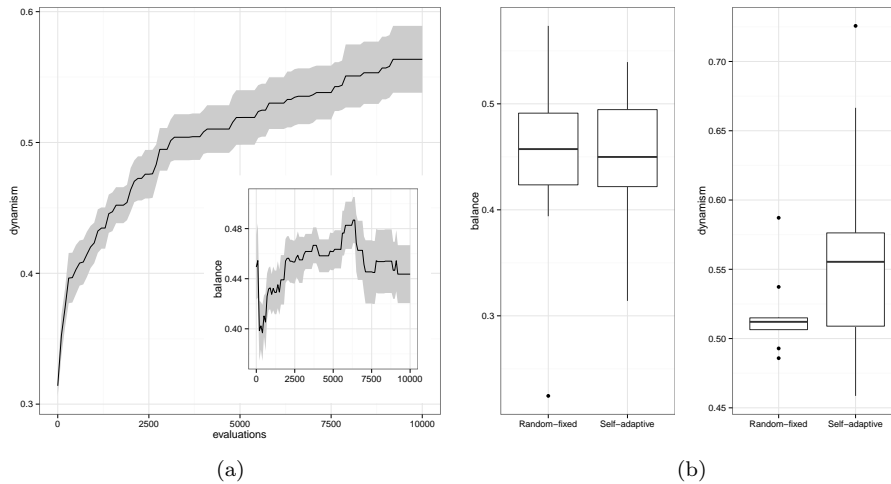 0.6
0.5
0.4
0.3
dynamism
0
2500
5000
7500
10000
evaluations
0.48
0.44
0.40
balance
0
2500
5000
7500
10000
(a)
0.5
0.4
0.3
balance
Random−fixed
Self−adaptive
0.70
0.65
0.60
0.55
0.50
0.45
dynamism
Random−fixed
Self−adaptive
(b)